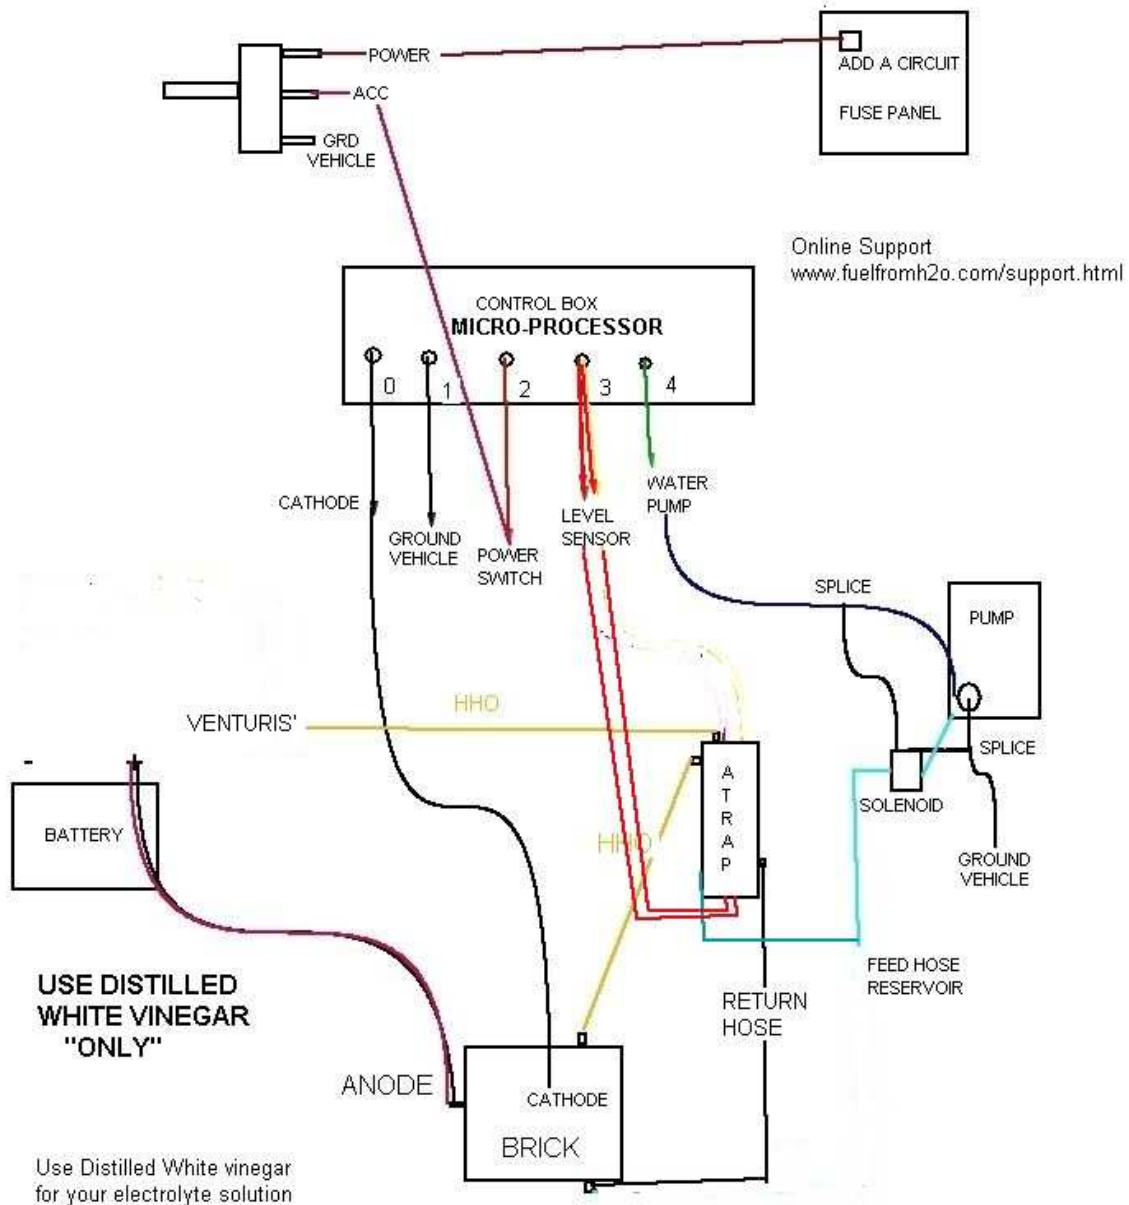 POWER
ADD A CIRCUIT
ACC
FUSE PANEL
GRD
VEHICLE
Online Support
www.fuelfromh2o.com/support.html
CONTROL BOX
MICRO-PROCESSOR
0
1
2
3
4
CATHODE
WATER
PUMP
LEVEL
SENSOR
GROUND
VEHICLE
POWER
SWITCH
SPLICE
PUMP
HHO
VENTURIS'
SPLICE
- +
ATRAP
SOLENOID
BATTERY
HHO
GROUND
VEHICLE
FEED HOSE
RESERVOIR
USE DISTILLED
WHITE VINEGAR
"ONLY"
RETURN
HOSE
ANODE
CATHODE
BRICK
Use Distilled White vinegar
for your electrolyte solution